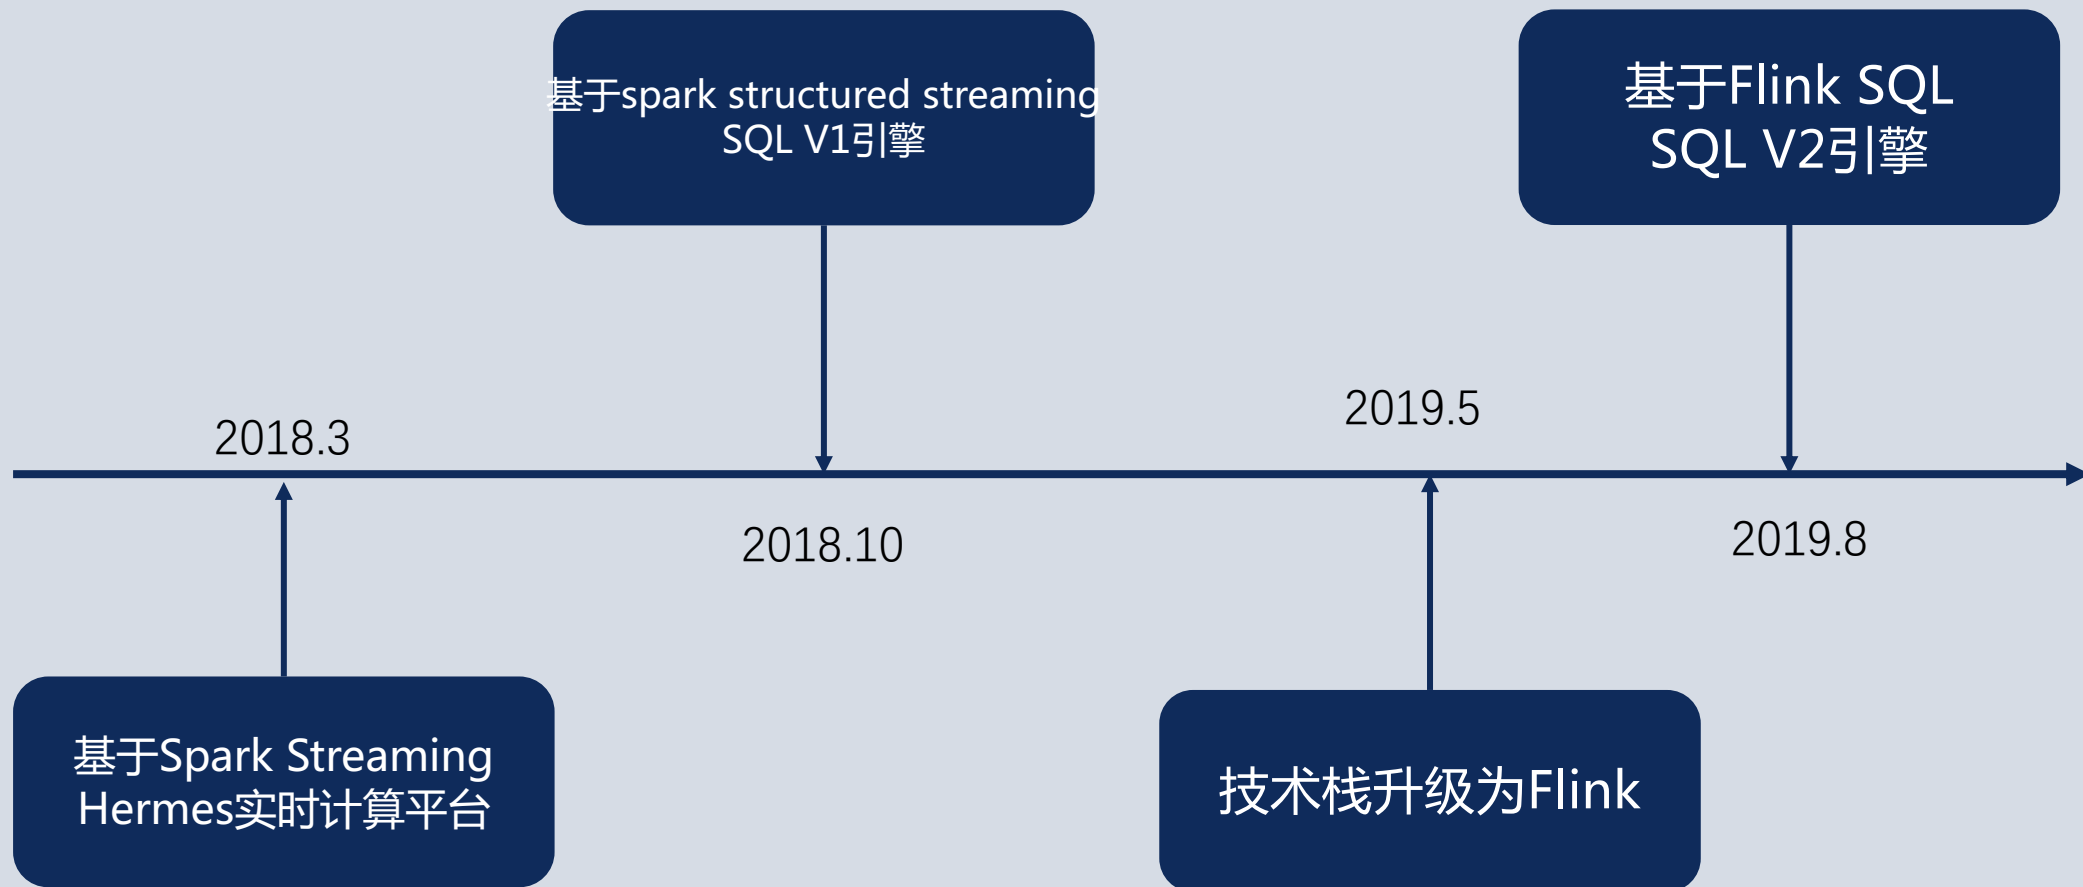 基于spark structured streaming
SQL V1引擎
基于Flink SQL
SQL V2引擎
2018.3
2019.5
2018.10
2019.8
基于Spark Streaming
Hermes实时计算平台
技术栈升级为Flink